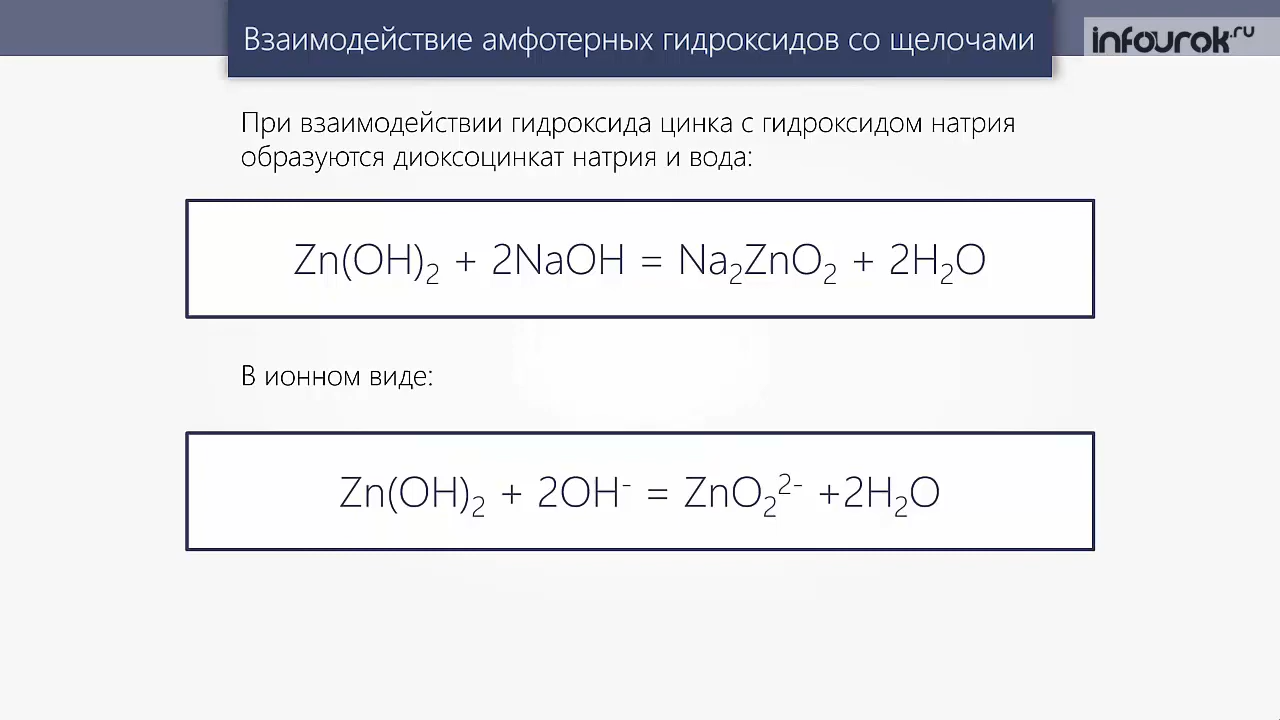 Взаимодействие амфотерных гидроксидов со щелочами
infourok.ru
При взаимодействии гидроксида цинка с гидроксидом натрия
образуются диоксоцинкат натрия и вода:
Zn(OH)₂ + 2NaOH = Na₂ZnO₂ + 2H₂O
В ионном виде:
Zn(OH)₂ + 2OH⁻ = ZnO₂²⁻ +2H₂O